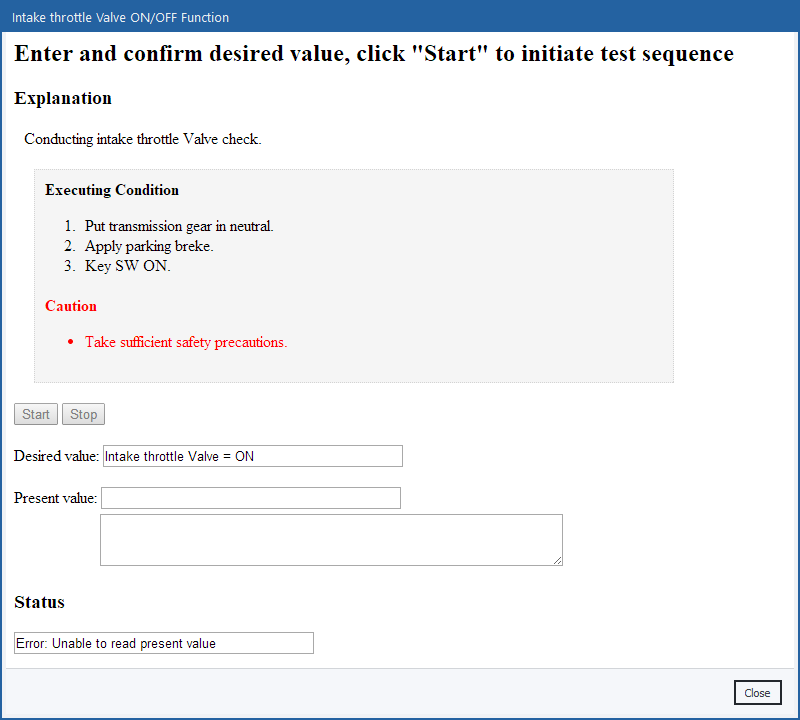 Intake throttle Valve ON/OFF Function
Enter and confirm desired value, click "Start" to initiate test sequence
Explanation
Conducting intake throttle Valve check.
Executing Condition
1. Put transmission gear in neutral.
2. Apply parking breke.
3. Key SW ON.
Caution
• Take sufficient safety precautions.
Start Stop
Desired value: Intake throttle Valve = ON
Present value:
Status
Error: Unable to read present value
Close